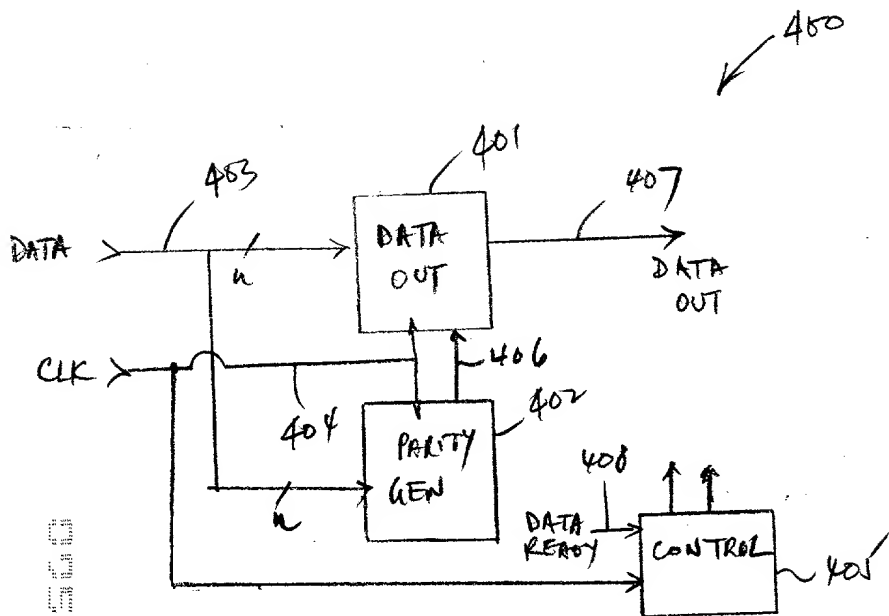 400
401
403
407
DATA
n
DATA
OUT
DATA
OUT
CLK
406
402
404
PARITY
GEN
n
408
DATA
READY
CONTROL
405